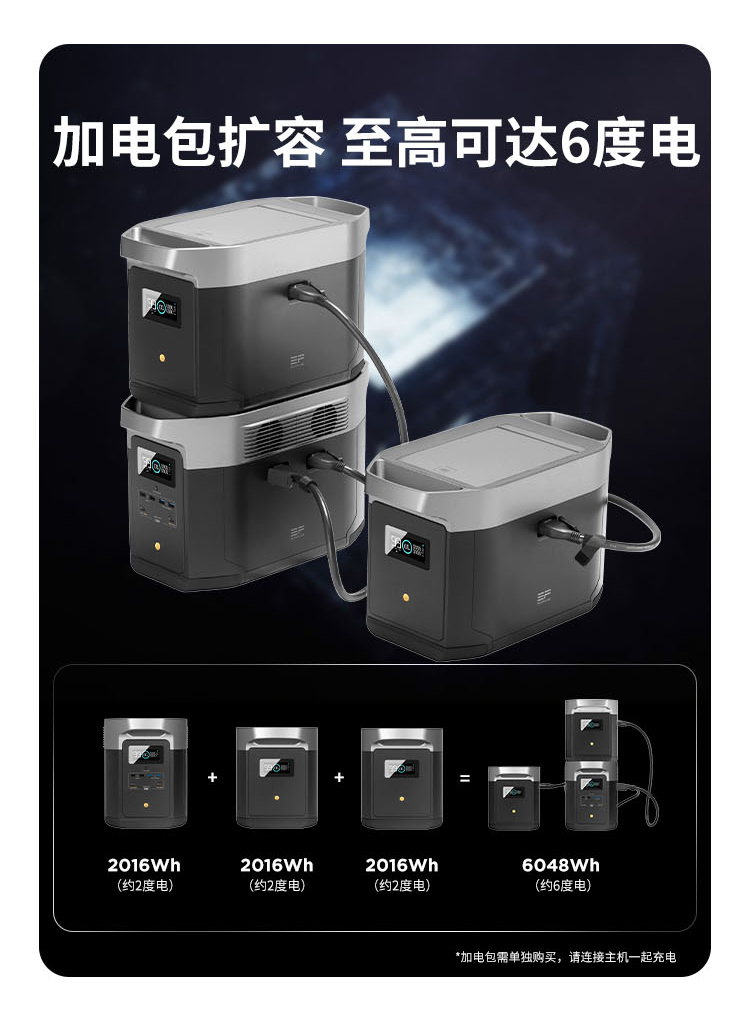 加电包扩容 至高可达6度电
+
+
=
2016Wh
2016Wh
2016Wh
6048Wh
(约2度电)
(约2度电)
(约2度电)
(约6度电)
*加电包需单独购买，请连接主机一起充电